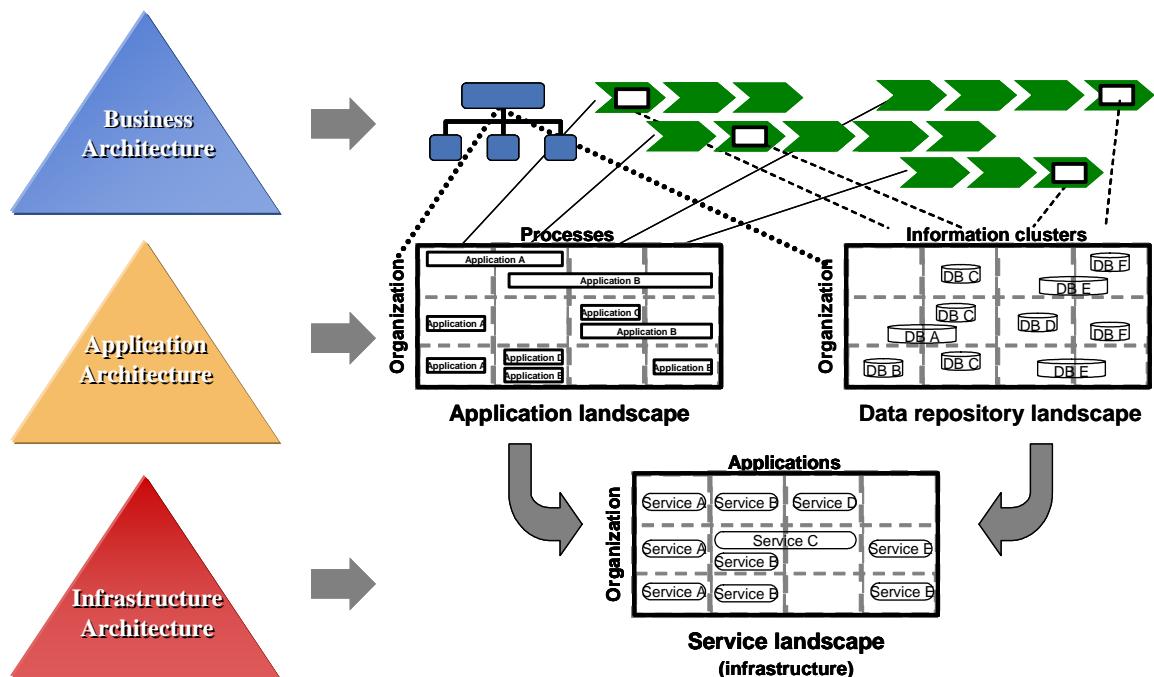 Business
Architecture
Application
Architecture
Infrastructure
Architecture
Processes
Organization
Application A
Application B
Application A
Application C
Application B
Application A
Application D
Application E
Application E
Application landscape
Information clusters
Organization
DB F
DB C
DB E
DB C
DB D
DB F
DB A
DB B
DB C
DB E
Data repository landscape
Applications
Organization
Service A
Service B
Service D
Service C
Service A
Service B
Service E
Service A
Service B
Service E
Service landscape
(infrastructure)